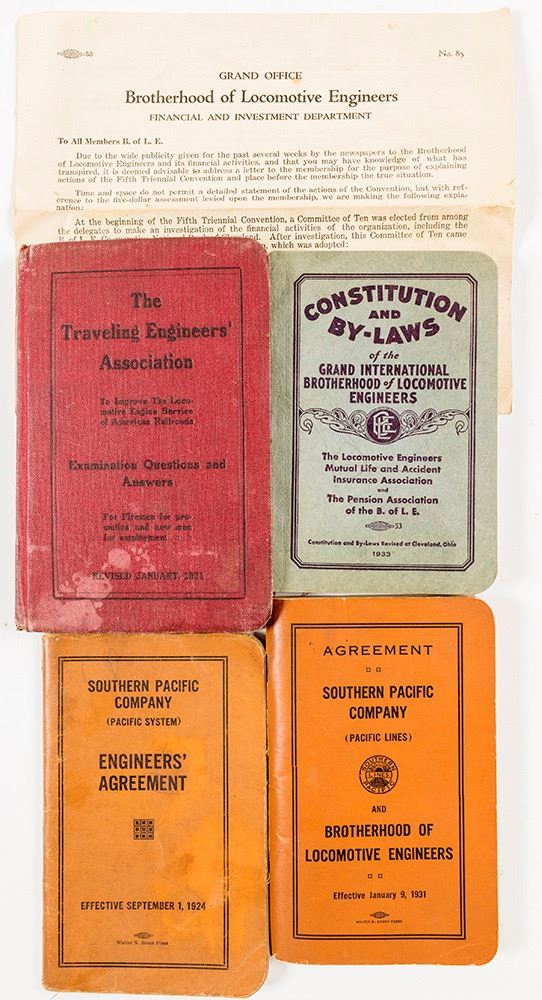 53
No. 85
GRAND OFFICE
Brotherhood of Locomotive Engineers
FINANCIAL AND INVESTMENT DEPARTMENT
To All Members B. of L. E.
Due to the wide publicity given for the past several weeks by the newspapers to the Brotherhood
of Locomotive Engineers and its financial activities, and that you may have knowledge of what has
transpired, it is deemed advisable to address a letter to the membership for the purpose of explaining
actions of the Fifth Triennial Convention and place before the membership the true situation.
Time and space do not permit a detailed statement of the actions of the Convention, but with ref-
erence to the five-dollar assessment levied upon the membership, we are making the following expla-
nation:
At the beginning of the Fifth Triennial Convention, a Committee of Ten was elected from among
the delegates to make an investigation of the financial activities of the organization, including the
After investigation, this Committee of Ten came
, which was adopted:
The
Traveling Engineers'
Association
To Improve The Loco-
motive Engine Service
of American Railroads
Examination Questions and
Answers
For Firemen for pro-
motion and new men
for employment
REVISED JANUARY, 1921
CONSTITUTION
AND
BY-LAWS
of the
GRAND INTERNATIONAL
BROTHERHOOD of LOCOMOTIVE
ENGINEERS
BLE
The Locomotive Engineers
Mutual Life and Accident
Insurance Association
and
The Pension Association
of the B. of L. E.
53
Constitution and By-Laws Revised at Cleveland, Ohio
1933
SOUTHERN PACIFIC
COMPANY
(PACIFIC SYSTEM)
ENGINEERS'
AGREEMENT
EFFECTIVE SEPTEMBER 1, 1924
Walter N. Brunt Press
AGREEMENT
SOUTHERN PACIFIC
COMPANY
(PACIFIC LINES)
SOUTHERN
LINES
PACIFIC
AND
BROTHERHOOD OF
LOCOMOTIVE ENGINEERS
Effective January 9, 1931
WALTER N. BRUNT PRESS